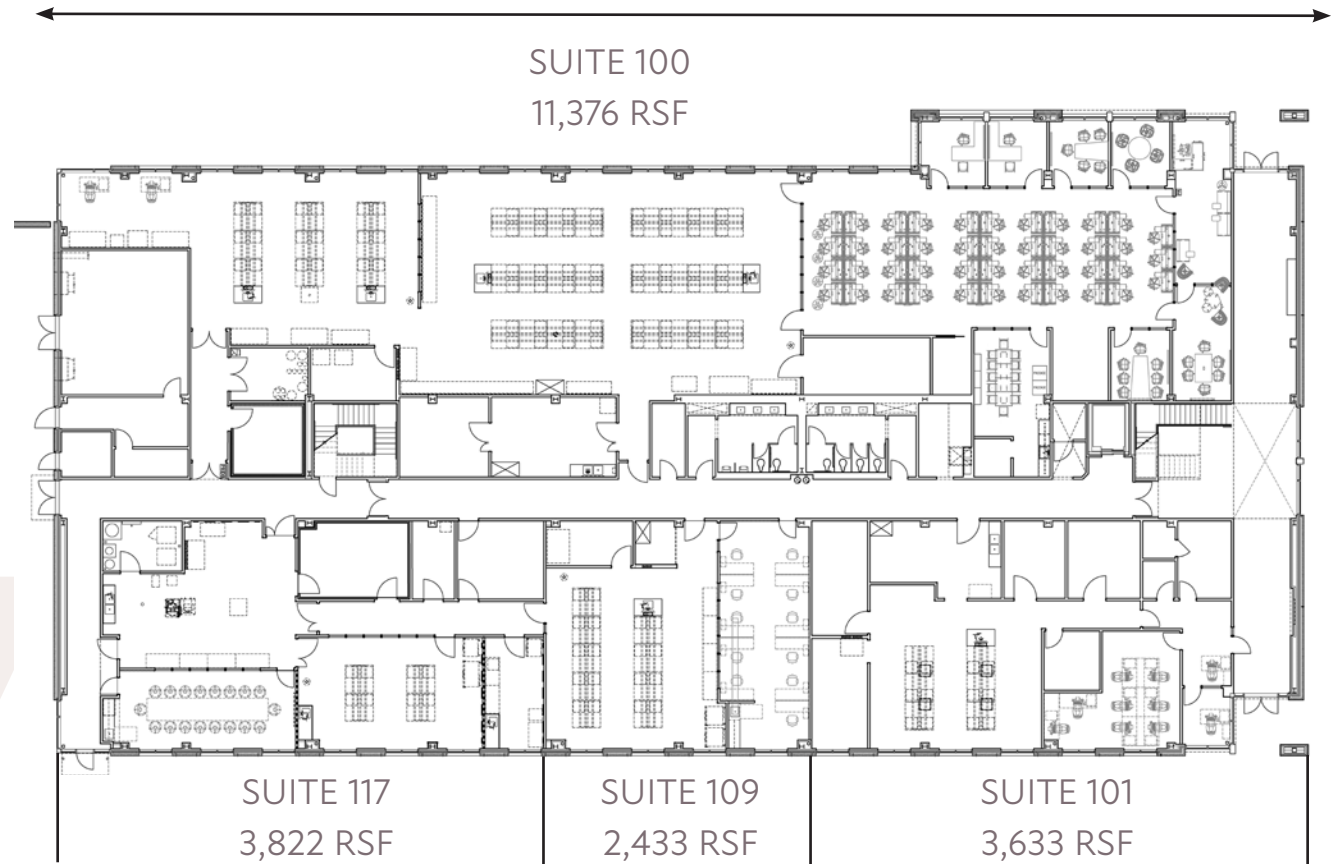 SUITE 100
11,376 RSF
SUITE 117
3,822 RSF
SUITE 109
2,433 RSF
SUITE 101
3,633 RSF